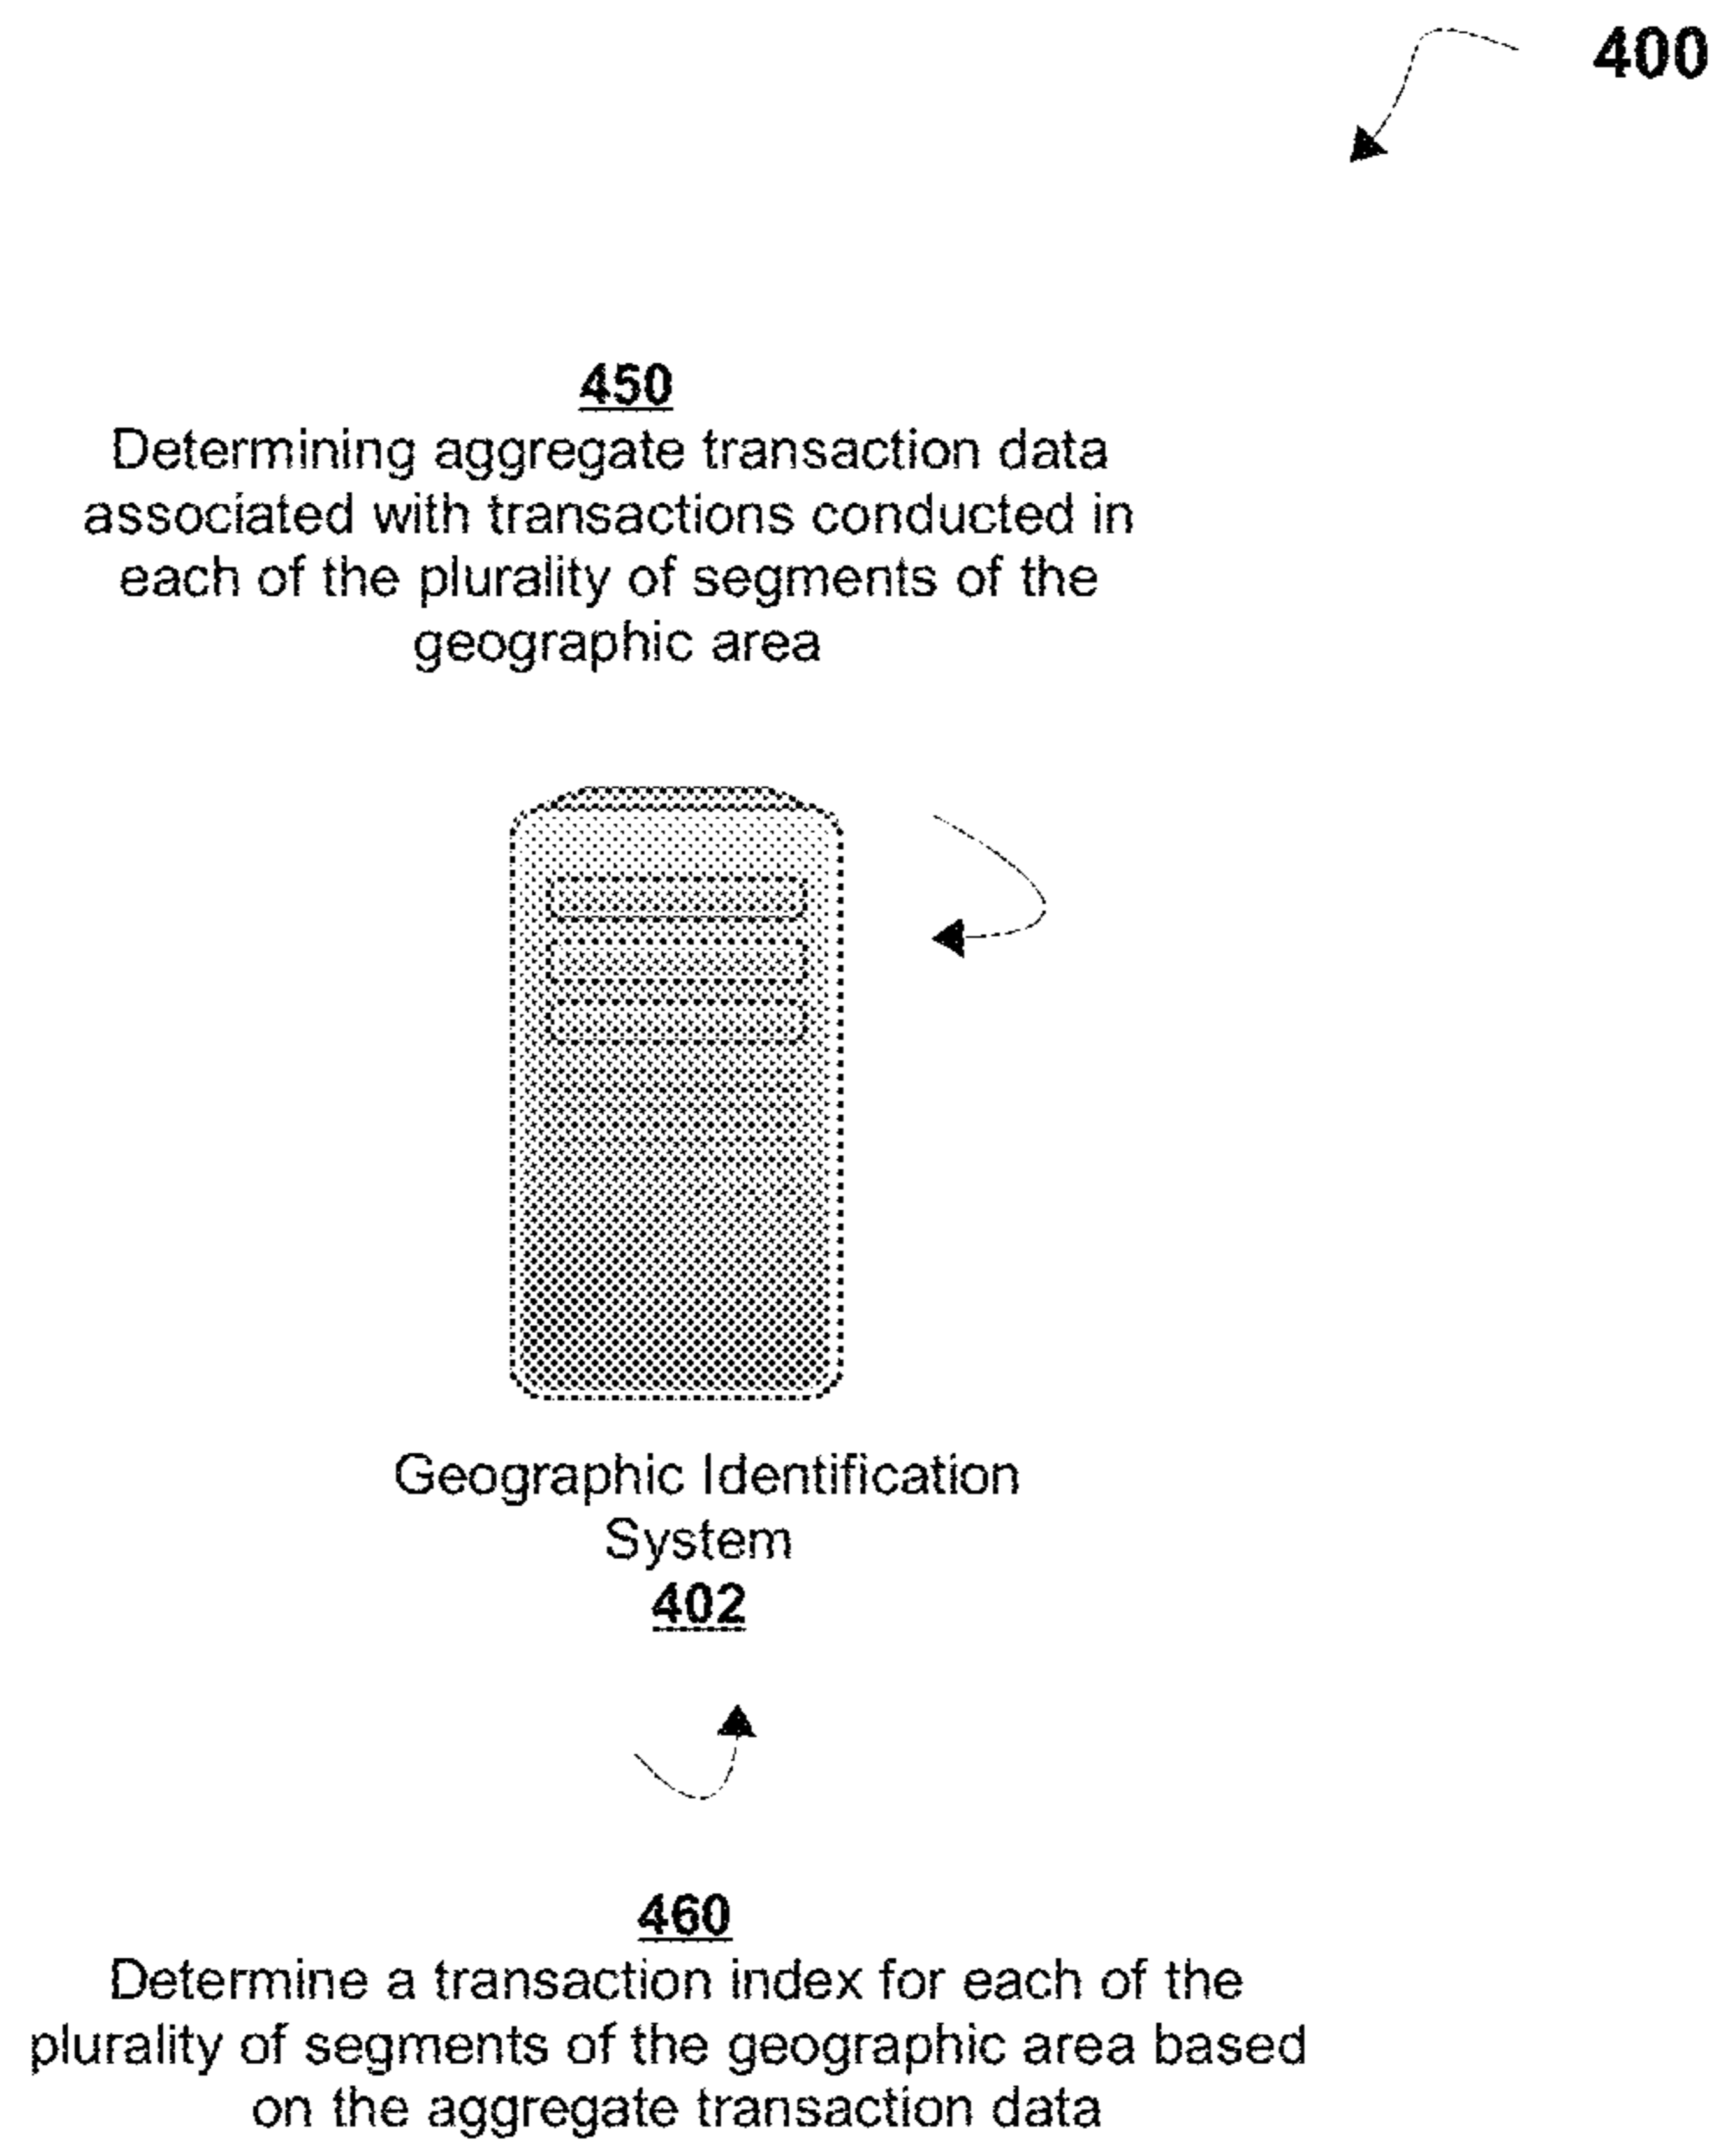 400
450
Determining aggregate transaction data
associated with transactions conducted in
each of the plurality of segments of the
geographic area
Geographic Identification
System
402
460
Determine a transaction index for each of the
plurality of segments of the geographic area based
on the aggregate transaction data